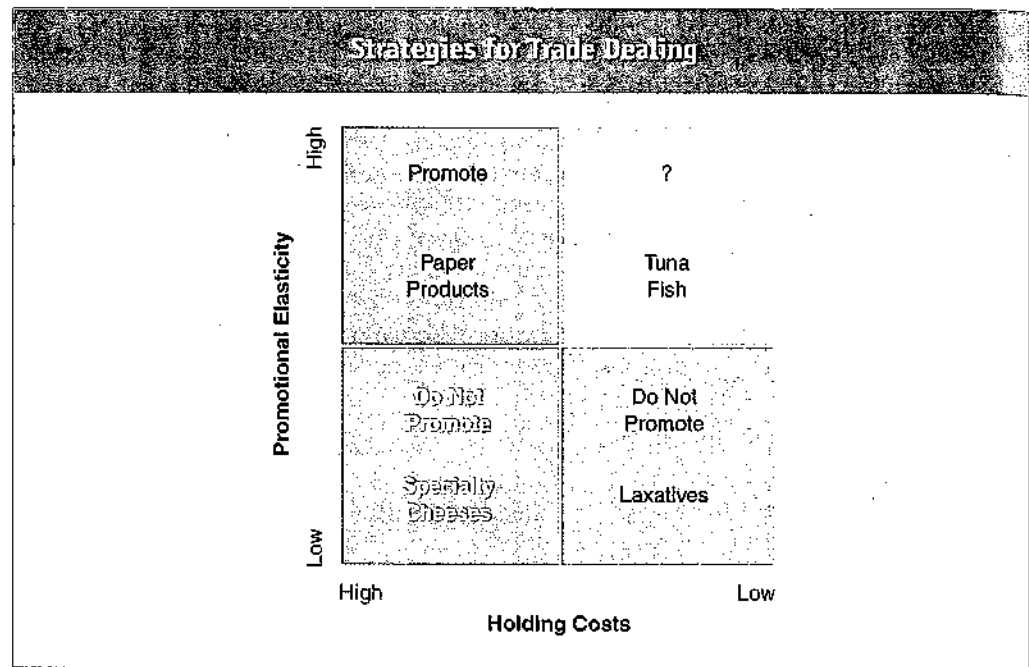 Strategies for Trade Dealing
High
Promote
?
Promotional Elasticity
Paper
Products
Tuna
Fish
Do Not
Promote
Do Not
Promote
Specialty
Cheeses
Laxatives
Low
High
Low
Holding Costs